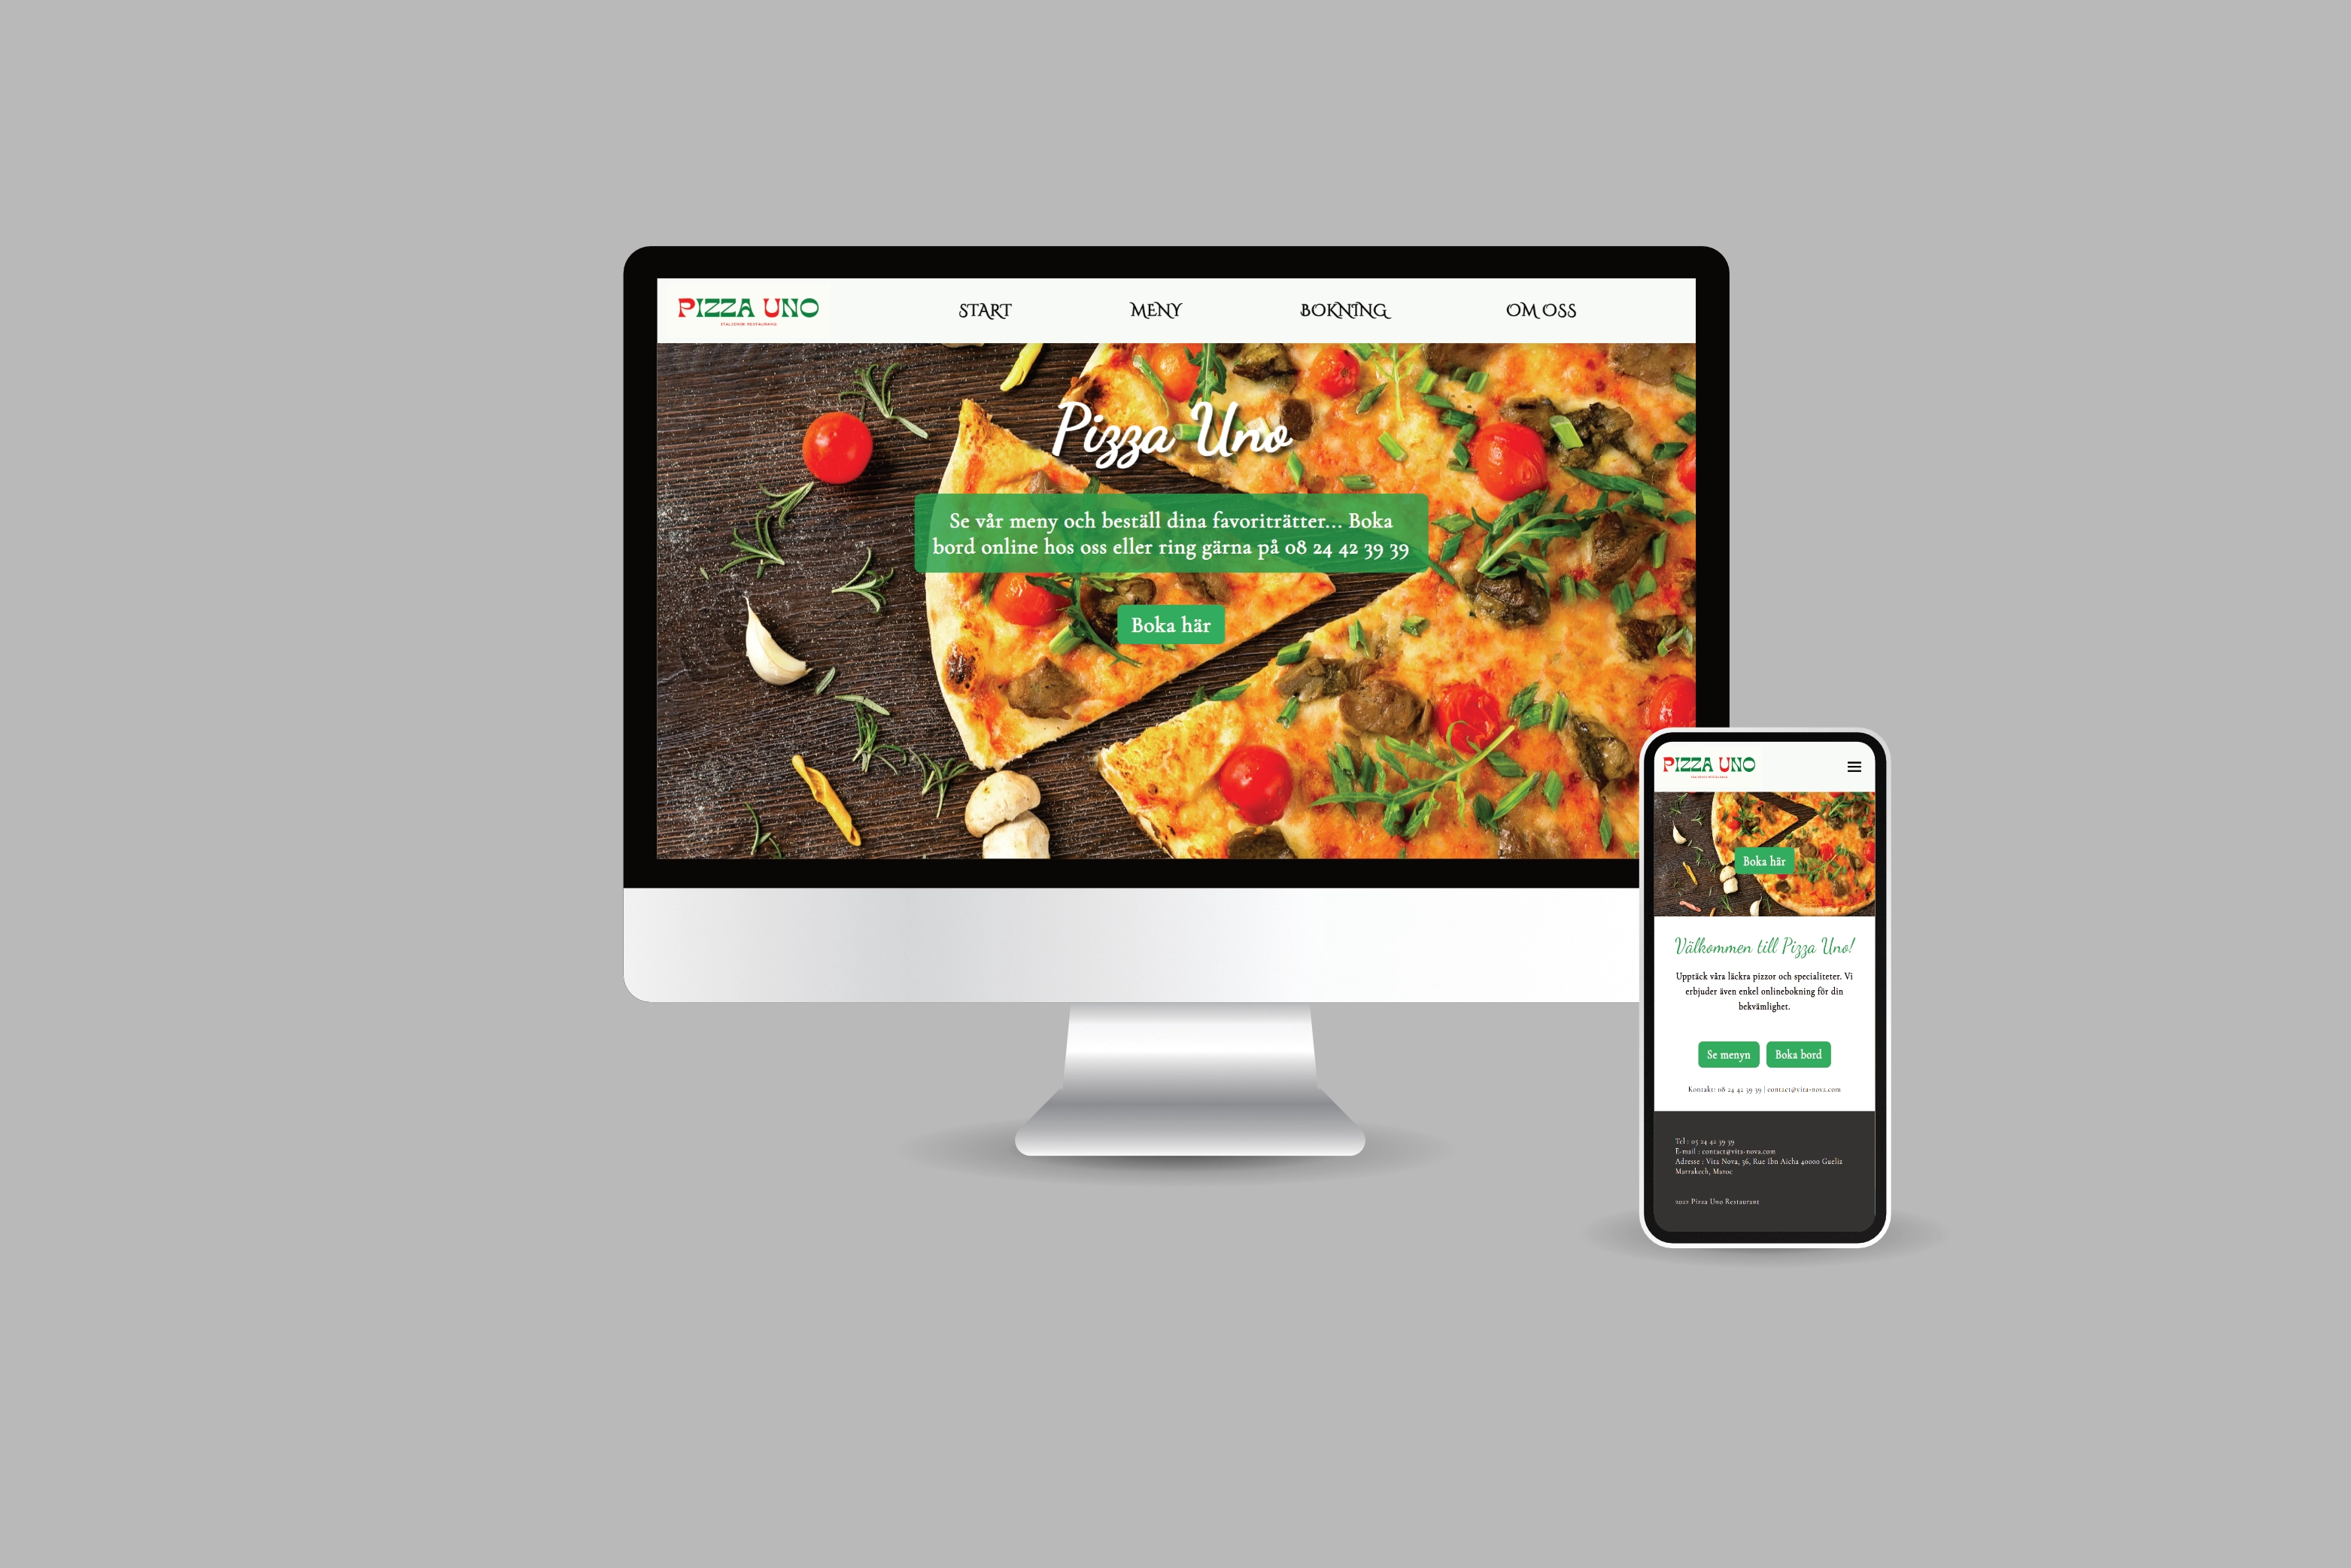 PIZZA UNO
ITALIENSK RESTAURANG
START
MENY
BOKNING
OM OSS
Pizza Uno
Se vår meny och beställ dina favoriträtter... Boka
bord online hos oss eller ring gärna på 08 24 42 39 39
Boka här
PIZZA UNO
Boka här
Välkommen till Pizza Uno!
Upptäck våra läckra pizzor och specialiteter. Vi
erbjuder även enkel onlinebokning för din
bekvämlighet.
Se menyn
Boka bord
Kontakt: 08 24 42 39 39 | contact@vita-nova.com
Tel : 05 24 42 39 39
E-mail : contact@vita-nova.com
Adresse : Vita Nova, 36, Rue Ibn Aicha 40000 Gueliz
Marrakech, Maroc
Pizza Uno Restaurant